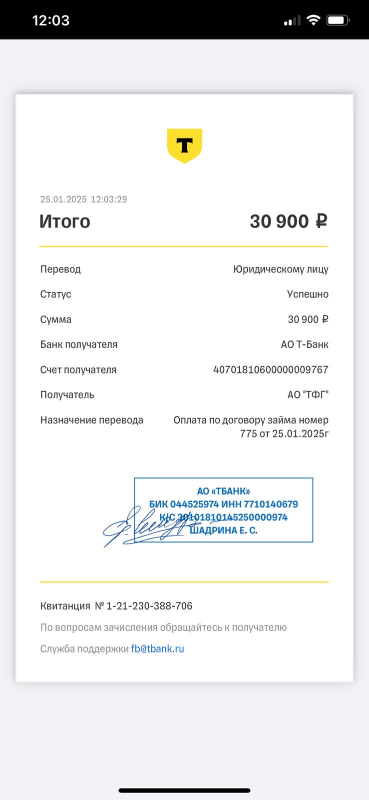 12:03
Т
25.01.2025 12:03:29
Итого 30 900 ₽
Перевод Юридическому лицу
Статус Успешно
Сумма 30 900 ₽
Банк получателя АО Т-Банк
Счет получателя 40701810600000009767
Получатель АО "ТФГ"
Назначение перевода Оплата по договору займа номер
775 от 25.01.2025г
АО «ТБАНК»
БИК 044525974 ИНН 7710140679
К/С 30101810145250000974
ШАДРИНА Е. С.
Квитанция № 1-21-230-388-706
По вопросам зачисления обращайтесь к получателю
Служба поддержки fb@tbank.ru